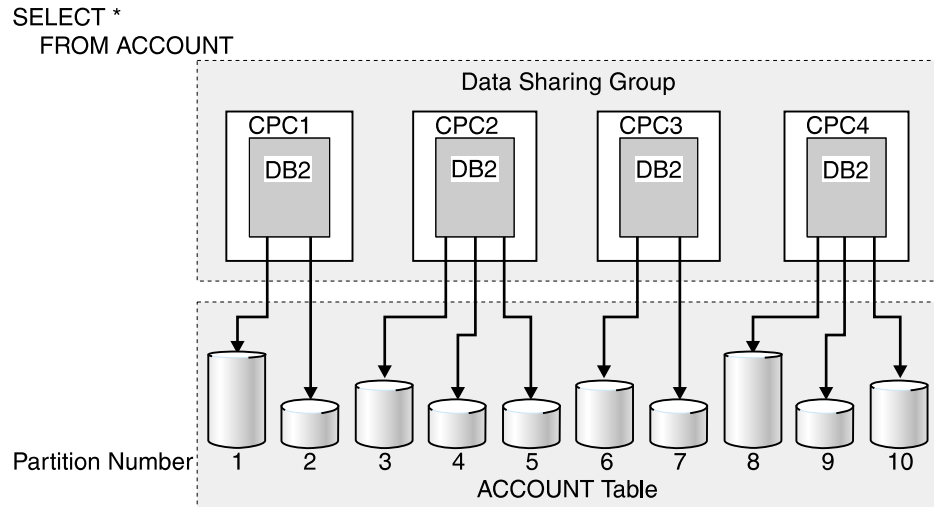 SELECT *
FROM ACCOUNT
Data Sharing Group
CPC1 CPC2 CPC3 CPC4
DB2 DB2 DB2 DB2
Partition Number 1 2 3 4 5 6 7 8 9 10
ACCOUNT Table